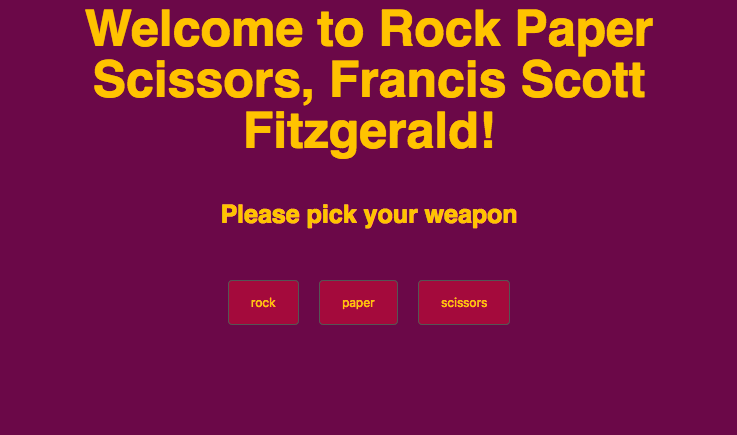 Welcome to Rock Paper
Scissors, Francis Scott
Fitzgerald!
Please pick your weapon
rock paper scissors